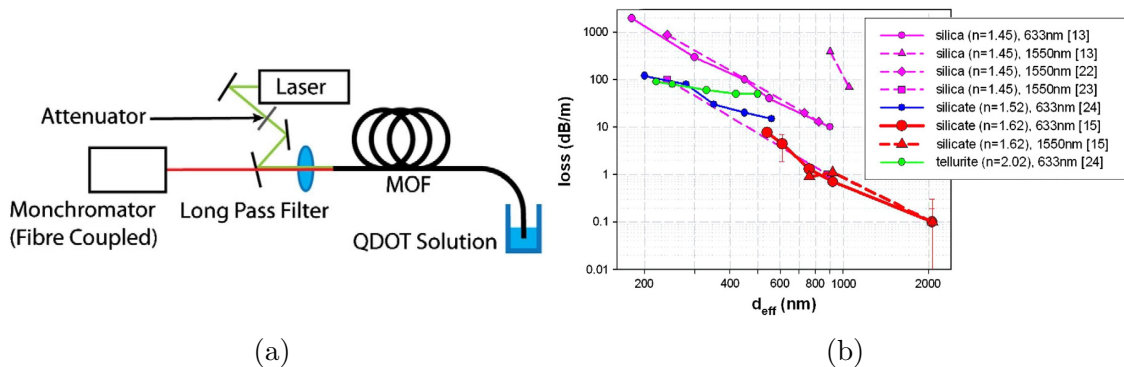 Laser
Attenuator
Monchromator
(Fibre Coupled)
Long Pass Filter
MOF
QDOT Solution
(a)
loss (dB/m)
1000
100
10
1
0.1
0.01
200
400
600
800
1000
2000
d_eff (nm)
silica (n=1.45), 633nm [13]
silica (n=1.45), 1550nm [13]
silica (n=1.45), 1550nm [22]
silica (n=1.45), 1550nm [23]
silicate (n=1.52), 633nm [24]
silicate (n=1.62), 633nm [15]
silicate (n=1.62), 1550nm [15]
tellurite (n=2.02), 633nm [24]
(b)